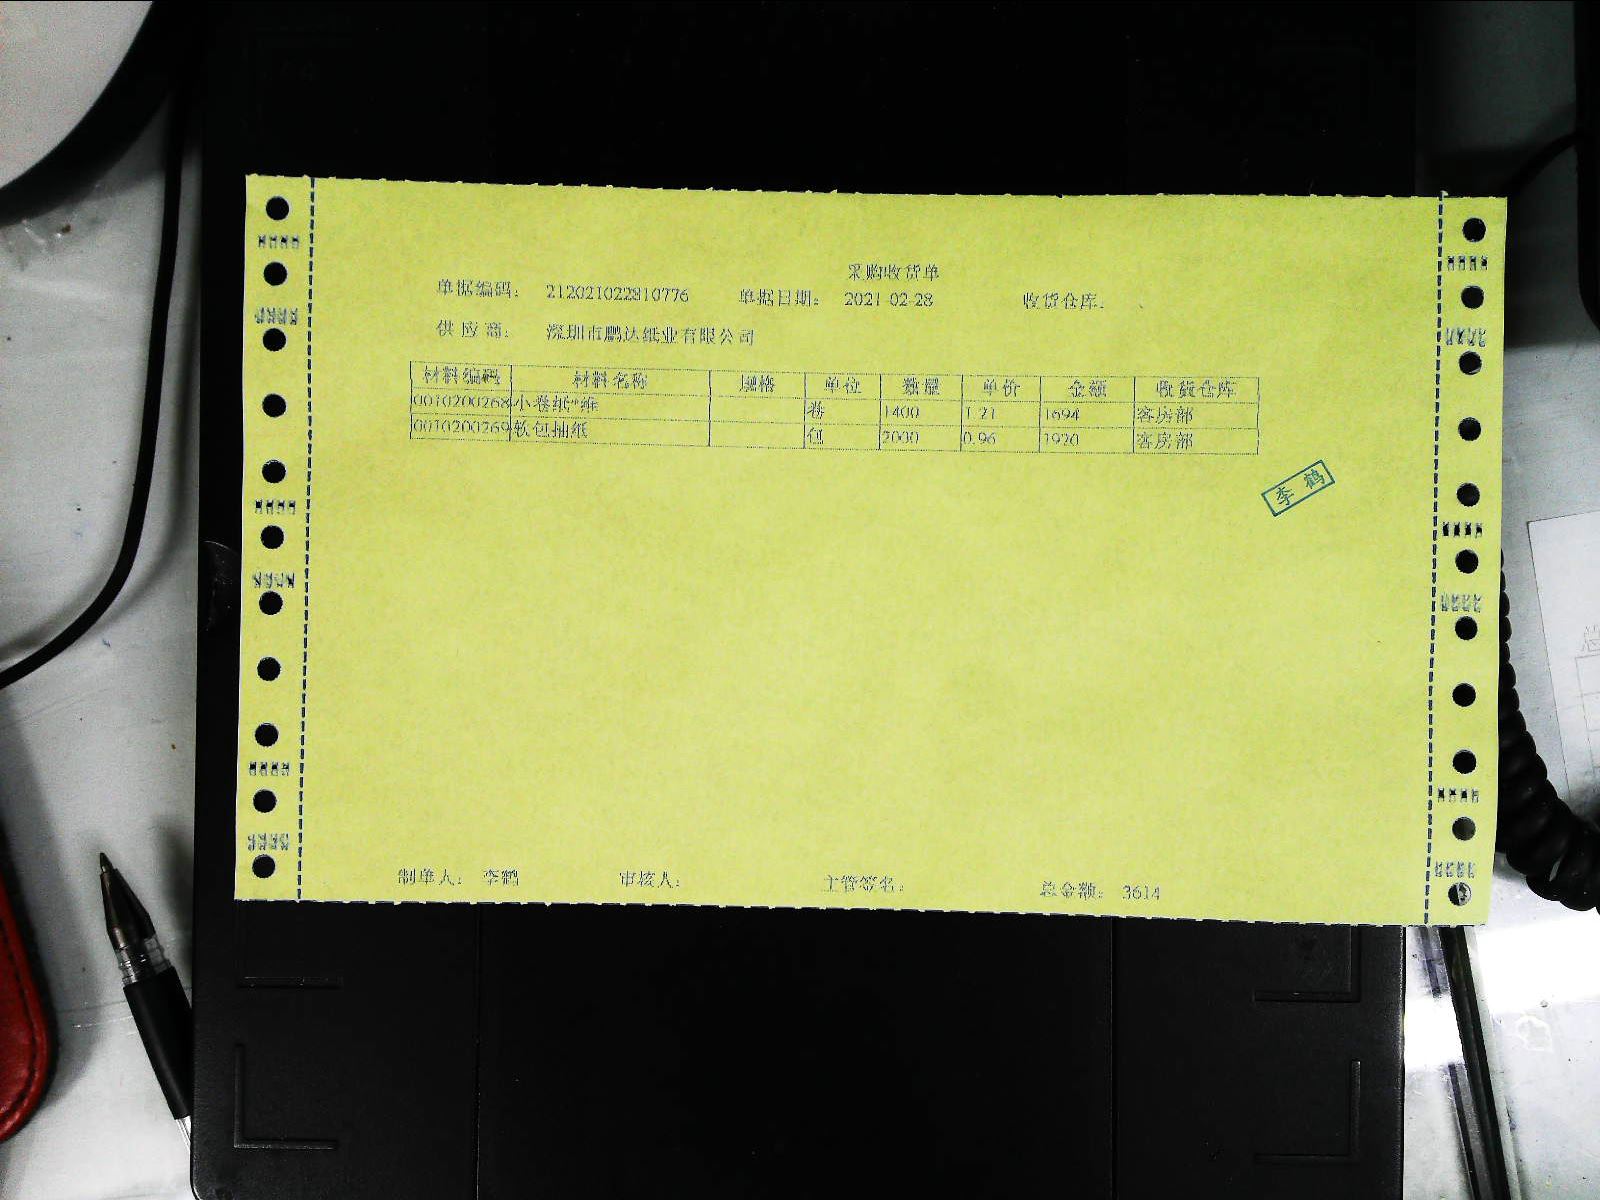 采购收货单
单据编码： 212021022810776 单据日期： 2021-02-28 收货仓库：
供应商： 深圳市鹏达纸业有限公司
材料编码 材料名称 规格 单位 数量 单价 金额 收货仓库
0010200268 小卷纸*维 卷 1400 1.21 1694 客房部
0010200269 软包抽纸 包 2000 0.96 1920 客房部
李鹤
制单人： 李鹤 审核人： 主管签名： 总金额： 3614